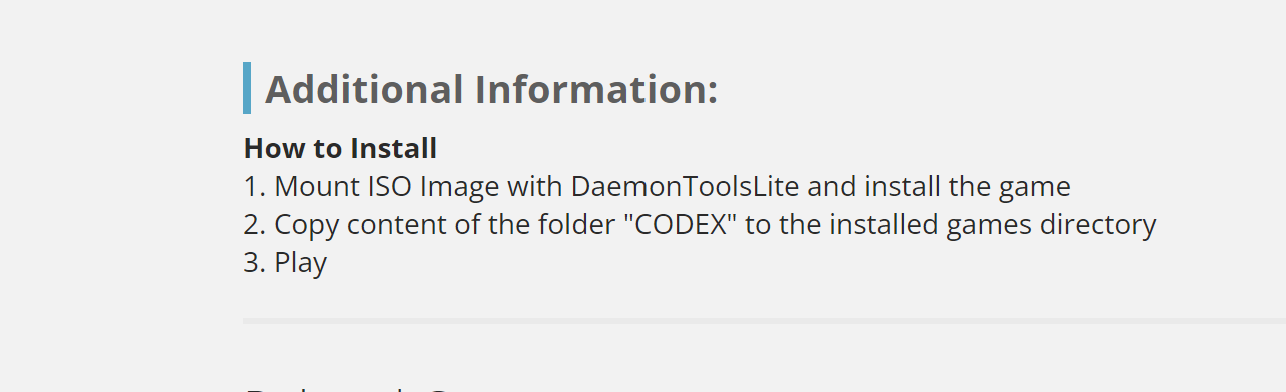 Additional Information:
How to Install
1. Mount ISO Image with DaemonToolsLite and install the game
2. Copy content of the folder "CODEX" to the installed games directory
3. Play